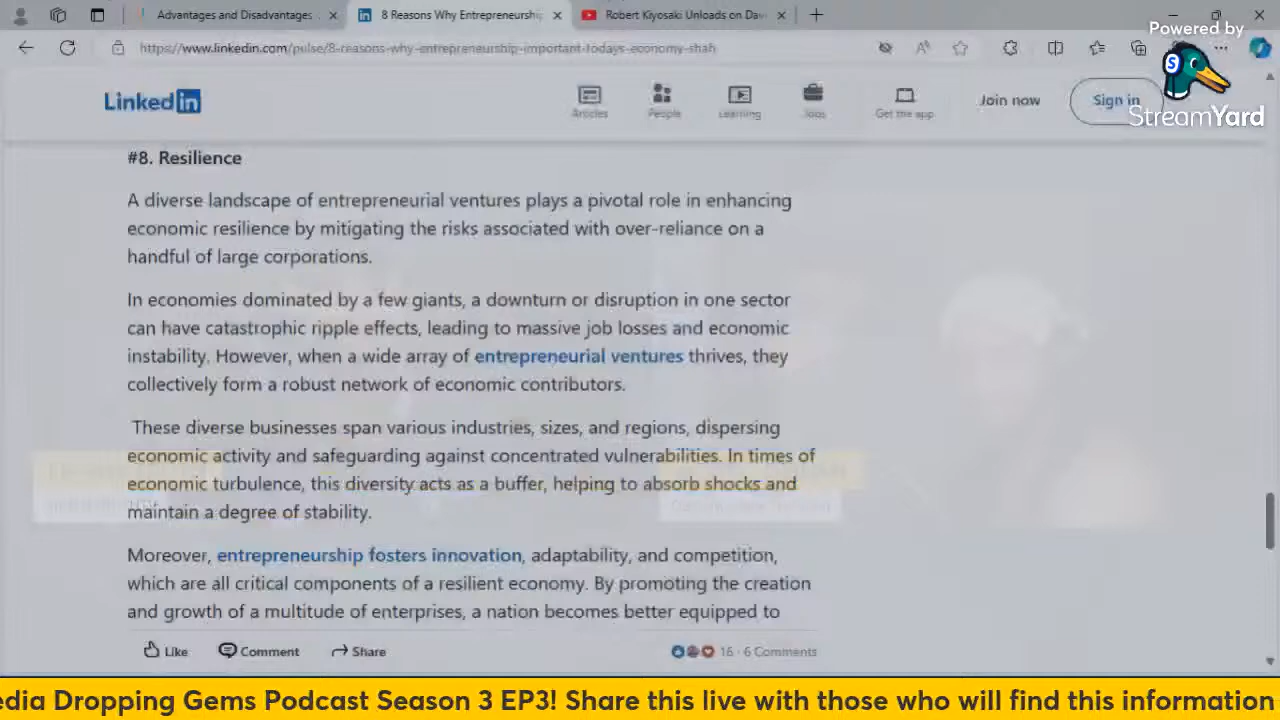 Advantages and Disadvantages
8 Reasons Why Entrepreneurshi
Robert Kiyosaki Unloads on Dav
Powered by
https://www.linkedin.com/pulse/8-reasons-why-entrepreneurship-important-todays-economy-shah
StreamYard
LinkedIn
Articles
People
Learning
Jobs
Get the app
Join now
Sign in
#8. Resilience
A diverse landscape of entrepreneurial ventures plays a pivotal role in enhancing
economic resilience by mitigating the risks associated with over-reliance on a
handful of large corporations.
In economies dominated by a few giants, a downturn or disruption in one sector
can have catastrophic ripple effects, leading to massive job losses and economic
instability. However, when a wide array of entrepreneurial ventures thrives, they
collectively form a robust network of economic contributors.
These diverse businesses span various industries, sizes, and regions, dispersing
economic activity and safeguarding against concentrated vulnerabilities. In times of
economic turbulence, this diversity acts as a buffer, helping to absorb shocks and
maintain a degree of stability.
Moreover, entrepreneurship fosters innovation, adaptability, and competition,
which are all critical components of a resilient economy. By promoting the creation
and growth of a multitude of enterprises, a nation becomes better equipped to
Like
Comment
Share
16 · 6 Comments
edia Dropping Gems Podcast Season 3 EP3! Share this live with those who will find this information